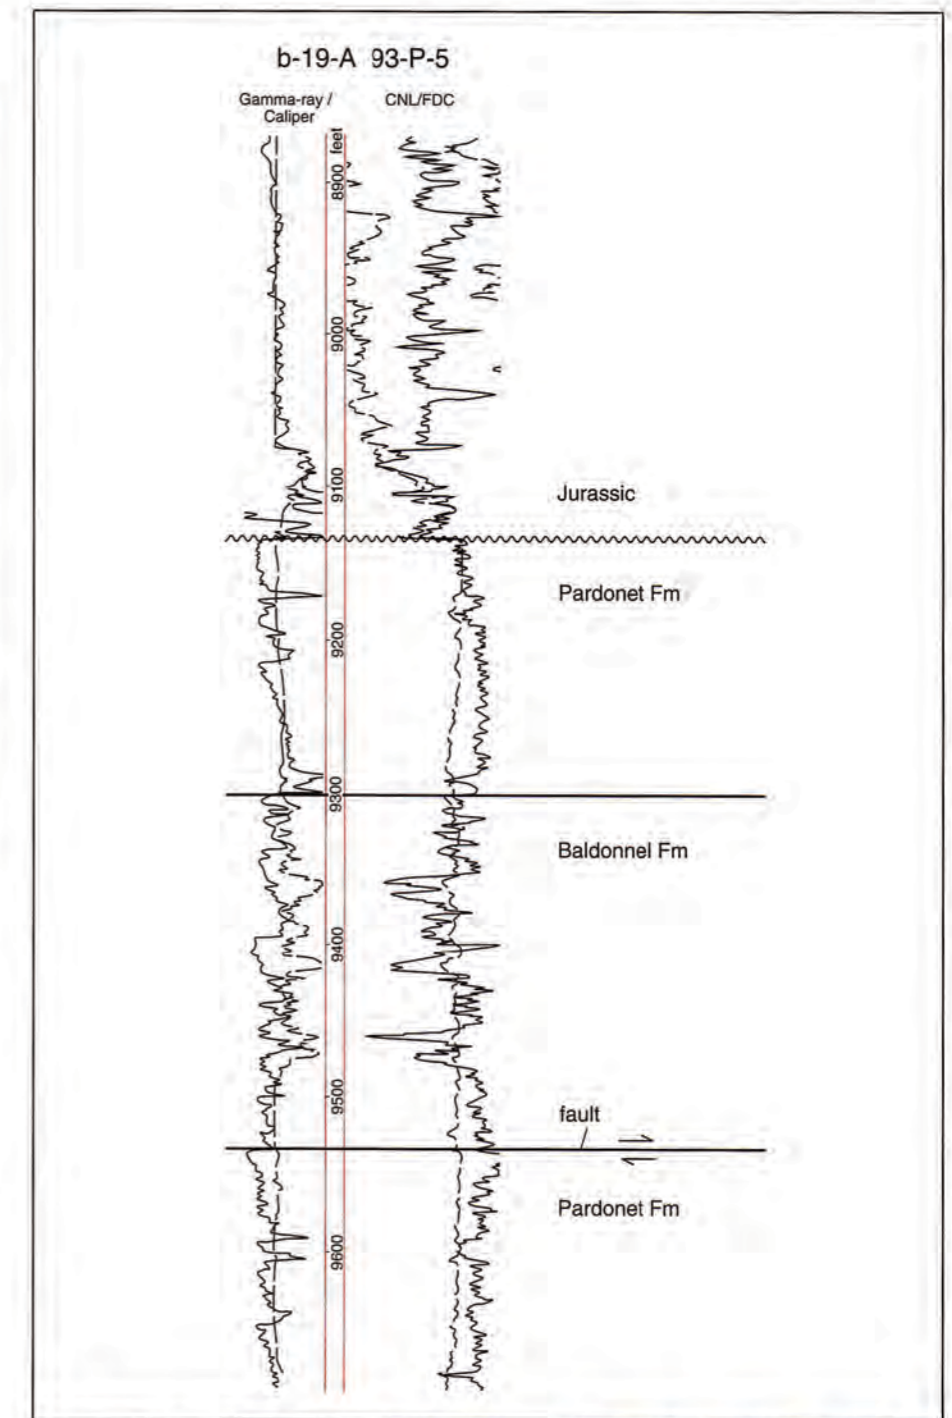 b-19-A 93-P-5
Gamma-ray /
Caliper
CNL/FDC
feet
8900
9000
9100
Jurassic
Pardonet Fm
9200
9300
Baldonnel Fm
9400
9500
fault
Pardonet Fm
9600